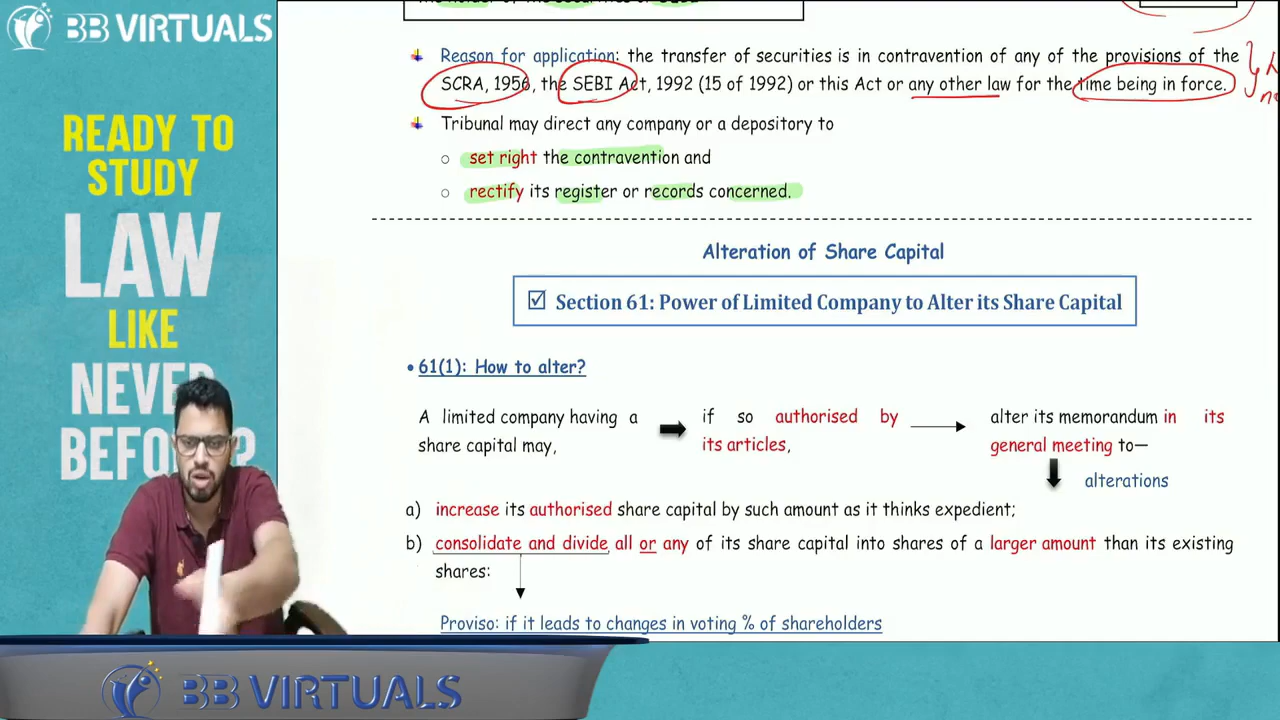 BB VIRTUALS
READY TO
STUDY
LAW
LIKE
NEVER
BEFO ?
Reason for application: the transfer of securities is in contravention of any of the provisions of the
SCRA, 1956, the SEBI Act, 1992 (15 of 1992) or this Act or any other law for the time being in force.
Tribunal may direct any company or a depository to
o set right the contravention and
o rectify its register or records concerned.
Alteration of Share Capital
☑ Section 61: Power of Limited Company to Alter its Share Capital
• 61(1): How to alter?
A limited company having a share capital may,
if so authorised by its articles,
alter its memorandum in its general meeting to—
alterations
a) increase its authorised share capital by such amount as it thinks expedient;
b) consolidate and divide all or any of its share capital into shares of a larger amount than its existing
shares:
Proviso: if it leads to changes in voting % of shareholders
BB VIRTUALS